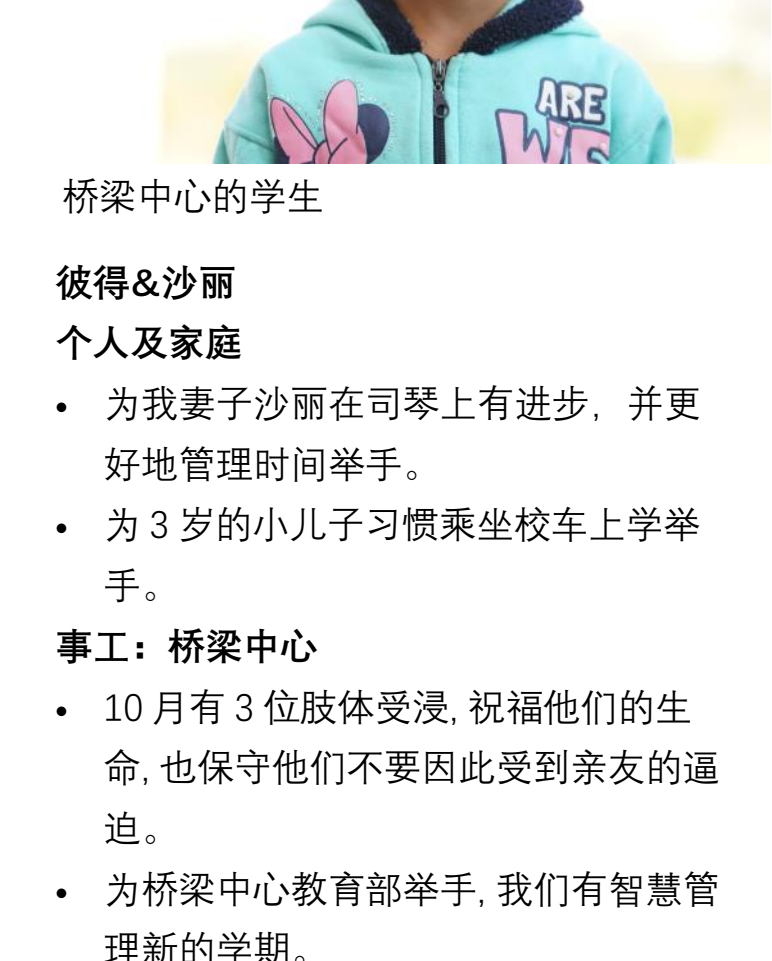 ARE
WE
桥梁中心的学生
彼得&沙丽
个人及家庭
• 为我妻子沙丽在司琴上有进步，并更
好地管理时间举手。
• 为 3 岁的小儿子习惯乘坐校车上学举
手。
事工：桥梁中心
• 10 月有 3 位肢体受浸, 祝福他们的生
命, 也保守他们不要因此受到亲友的逼
迫。
• 为桥梁中心教育部举手, 我们有智慧管
理新的学期。